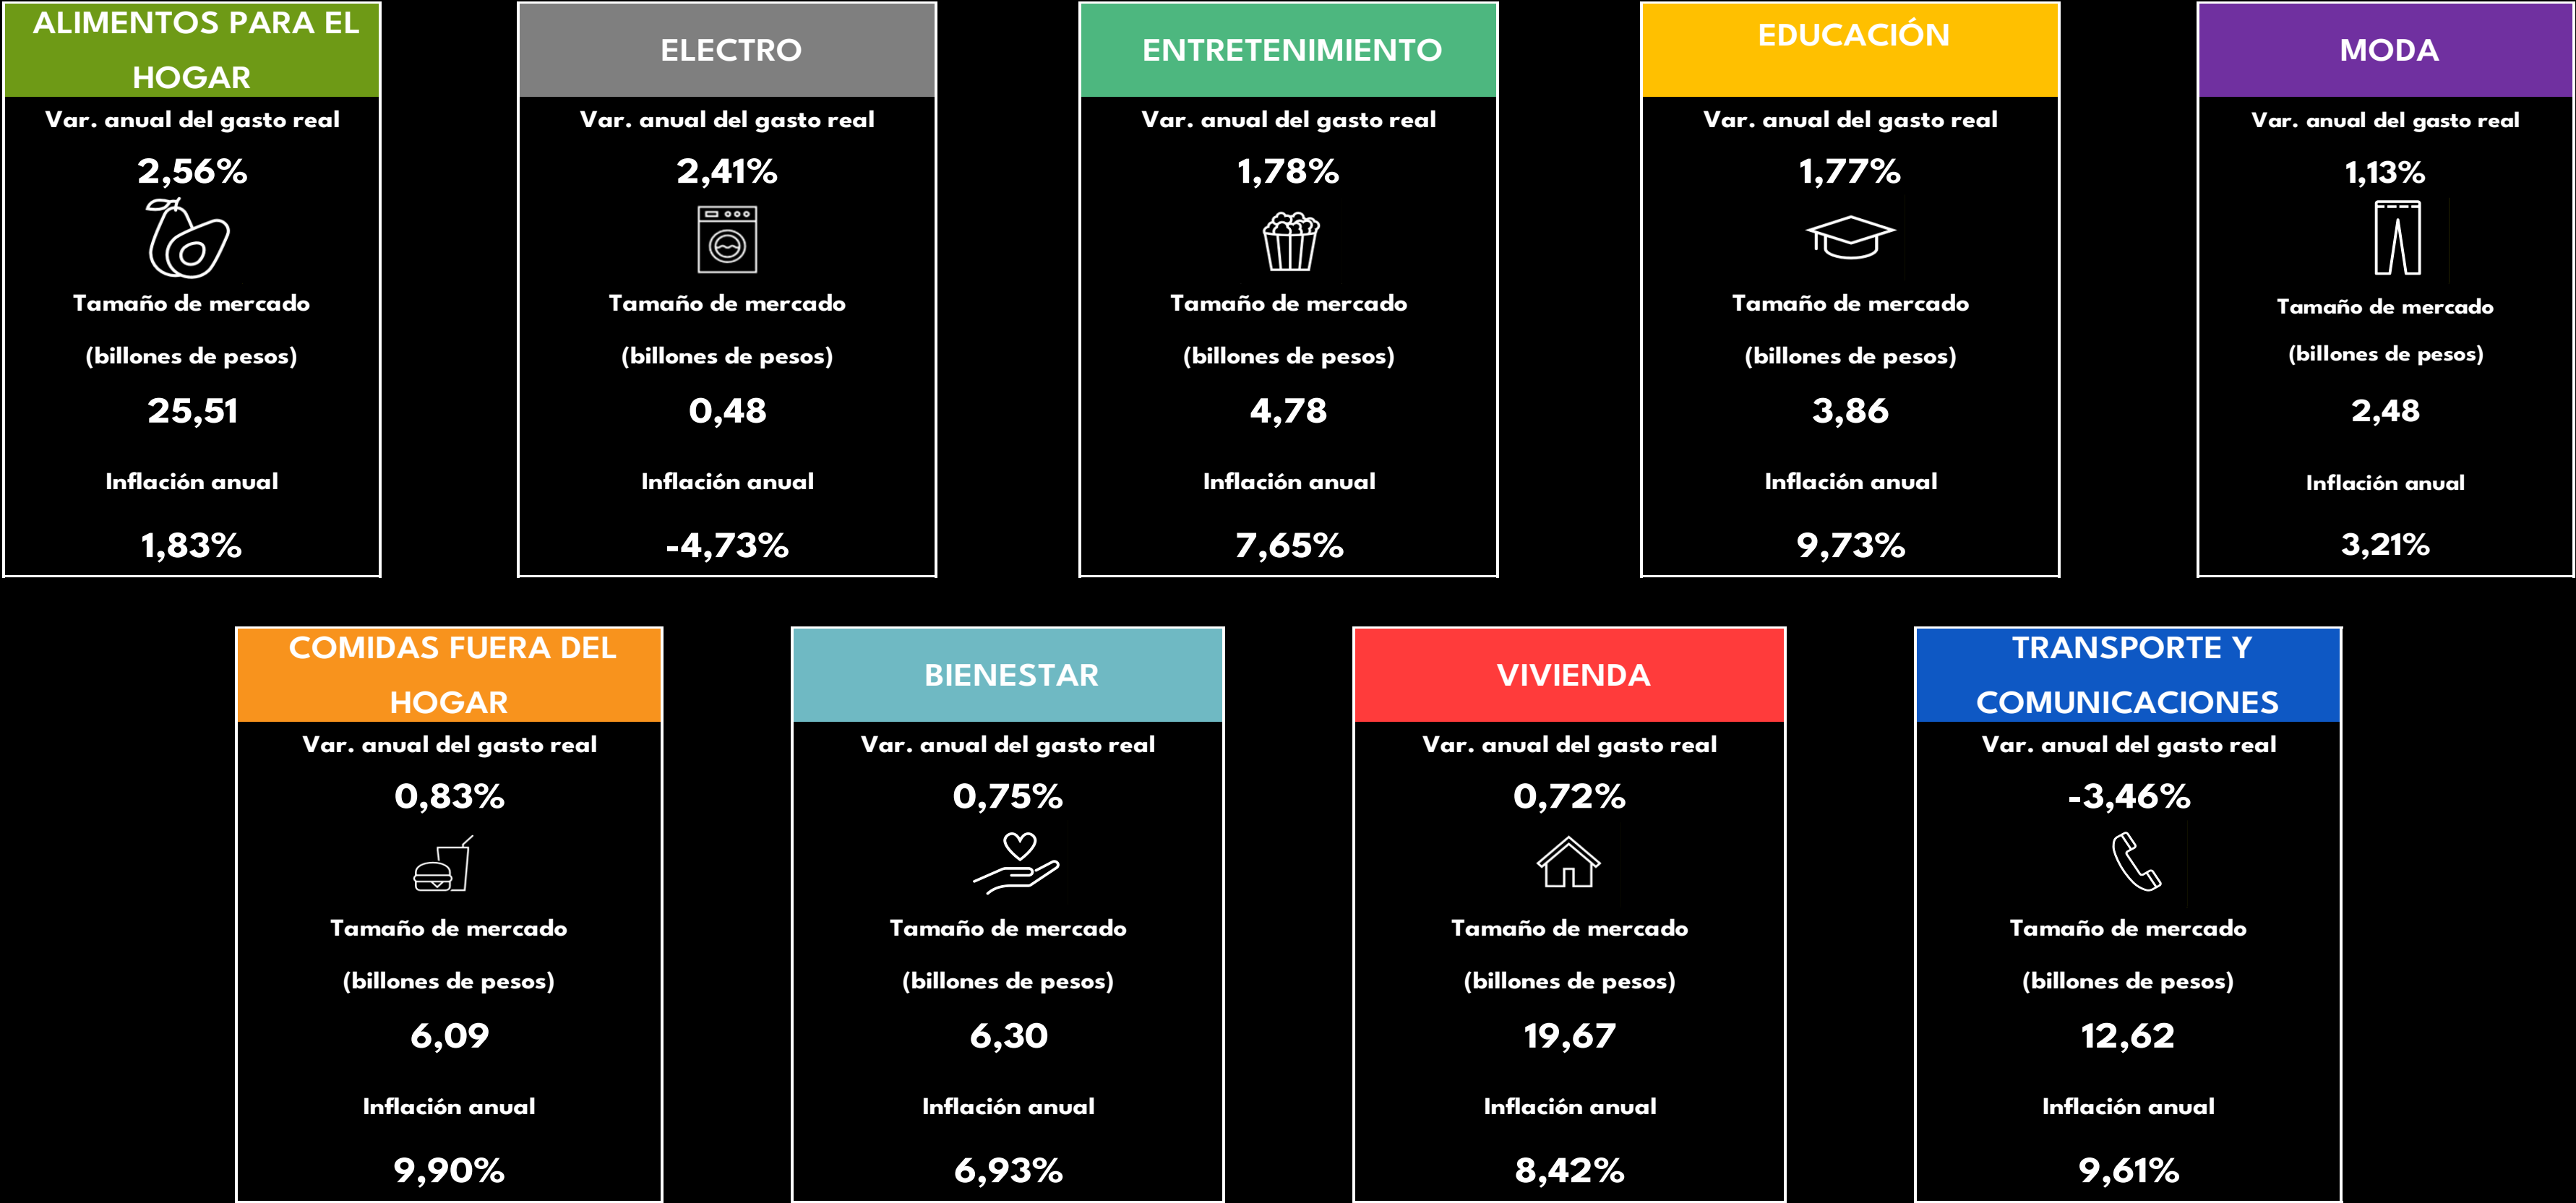 ALIMENTOS PARA EL
HOGAR
Var. anual del gasto real
2,56%
Tamaño de mercado
(billones de pesos)
25,51
Inflación anual
1,83%
ELECTRO
Var. anual del gasto real
2,41%
Tamaño de mercado
(billones de pesos)
0,48
Inflación anual
-4,73%
ENTRETENIMIENTO
Var. anual del gasto real
1,78%
Tamaño de mercado
(billones de pesos)
4,78
Inflación anual
7,65%
EDUCACIÓN
Var. anual del gasto real
1,77%
Tamaño de mercado
(billones de pesos)
3,86
Inflación anual
9,73%
MODA
Var. anual del gasto real
1,13%
Tamaño de mercado
(billones de pesos)
2,48
Inflación anual
3,21%
COMIDAS FUERA DEL
HOGAR
Var. anual del gasto real
0,83%
Tamaño de mercado
(billones de pesos)
6,09
Inflación anual
9,90%
BIENESTAR
Var. anual del gasto real
0,75%
Tamaño de mercado
(billones de pesos)
6,30
Inflación anual
6,93%
VIVIENDA
Var. anual del gasto real
0,72%
Tamaño de mercado
(billones de pesos)
19,67
Inflación anual
8,42%
TRANSPORTE Y
COMUNICACIONES
Var. anual del gasto real
-3,46%
Tamaño de mercado
(billones de pesos)
12,62
Inflación anual
9,61%